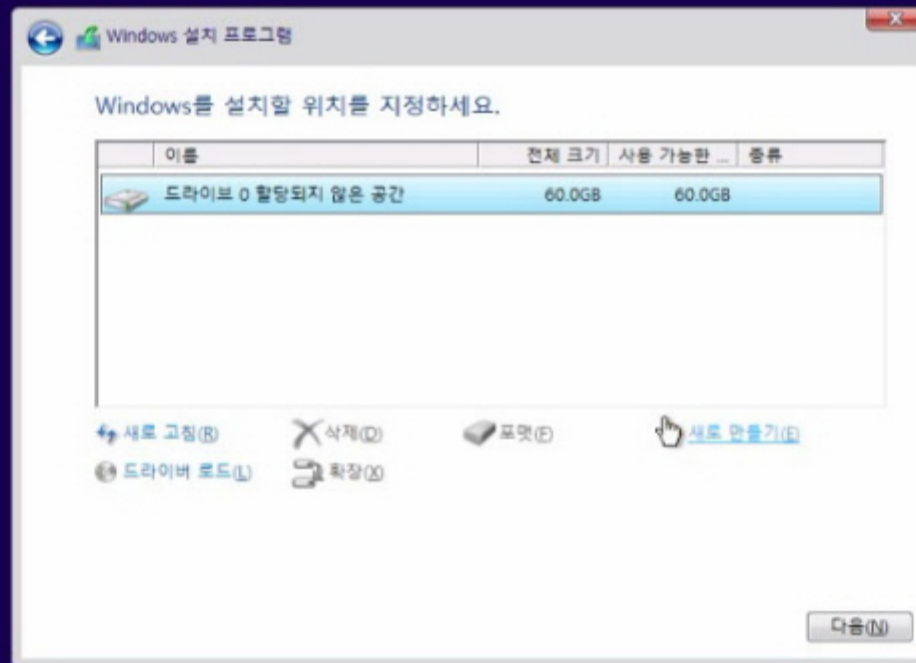 Windows 설치 프로그램
Windows를 설치할 위치를 지정하세요.
이름 전체 크기 사용 가능한 ... 종류
드라이브 0 할당되지 않은 공간 60.0GB 60.0GB
새로 고침(R) 삭제(D) 포맷(F) 새로 만들기(E)
드라이버 로드(L) 확장(X)
다음(N)